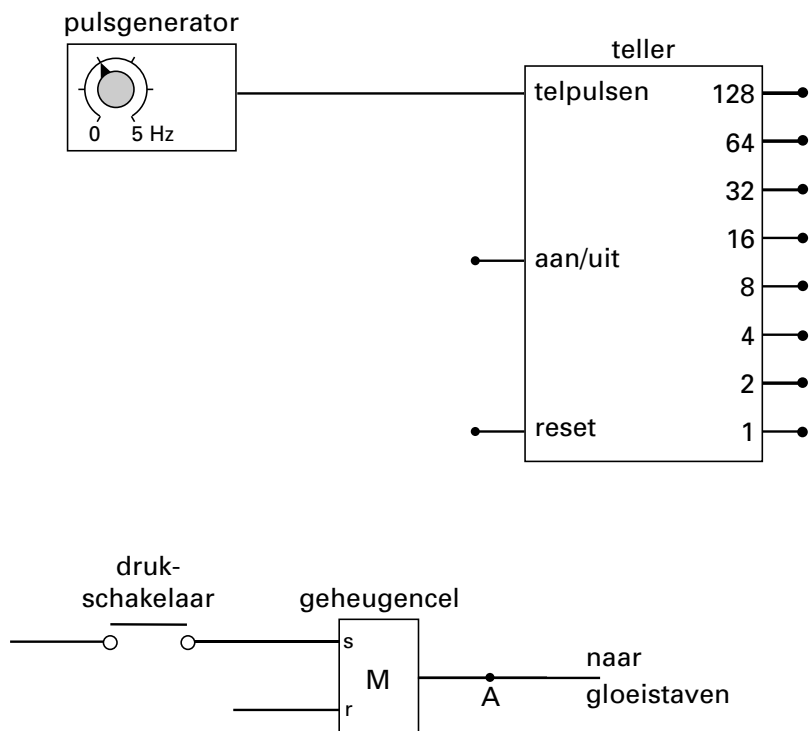 pulsgenerator
0 5 Hz
teller
telpulsen 128
64
32
16
aan/uit
8
4
2
reset 1
druk-
schakelaar
geheugencel
s
M
r
A
naar
gloeistaven